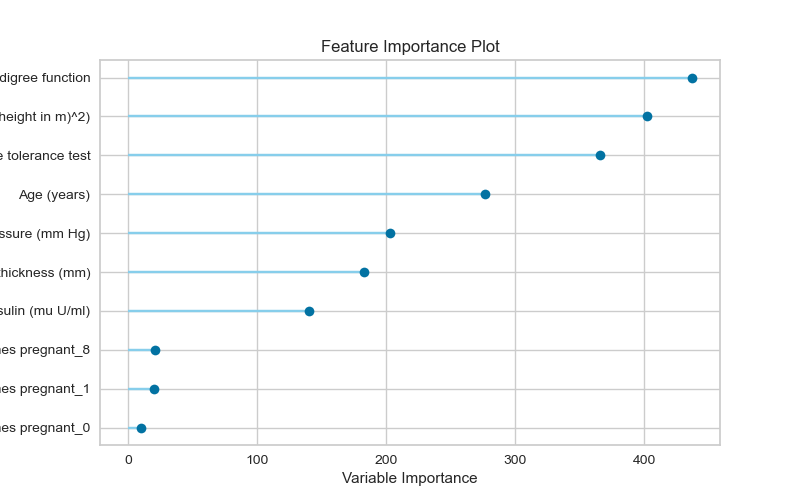 Feature Importance Plot
digree function
height in m)^2)
e tolerance test
Age (years)
ssure (mm Hg)
thickness (mm)
sulin (mu U/ml)
nes pregnant_8
nes pregnant_1
nes pregnant_0
0 100 200 300 400
Variable Importance